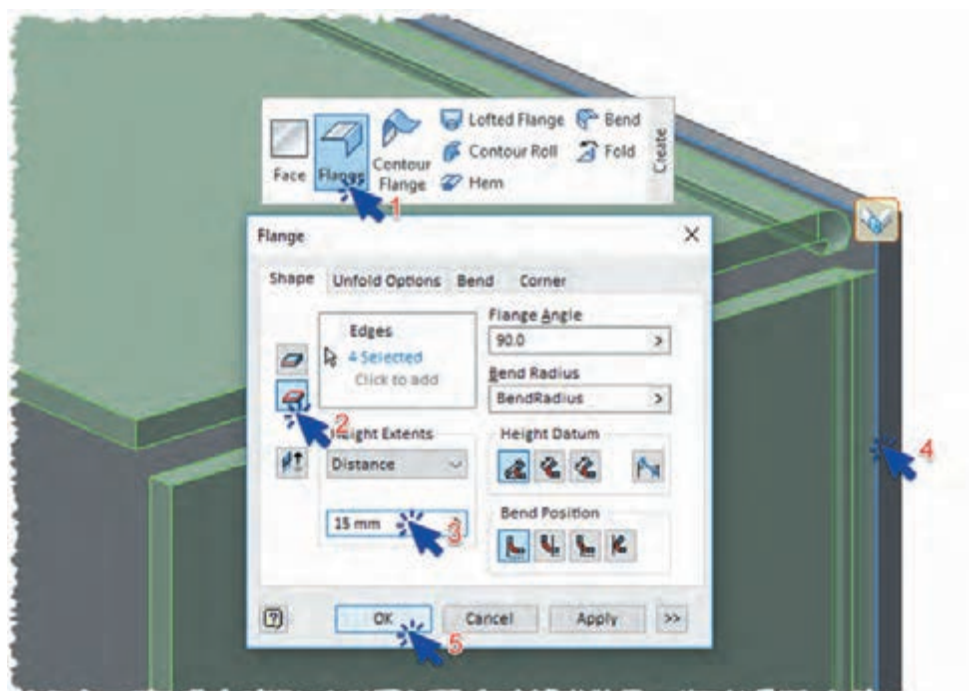 Face
Flange
Contour
Flange
Lofted Flange
Contour Roll
Hem
Bend
Fold
Create
1
Flange
Shape Unfold Options Bend Corner
Edges
4 Selected
Click to add
2
Height Extents
Distance
15 mm
3
Flange Angle
90.0 >
Bend Radius
BendRadius >
Height Datum
Bend Position
4
OK Cancel Apply >>
5